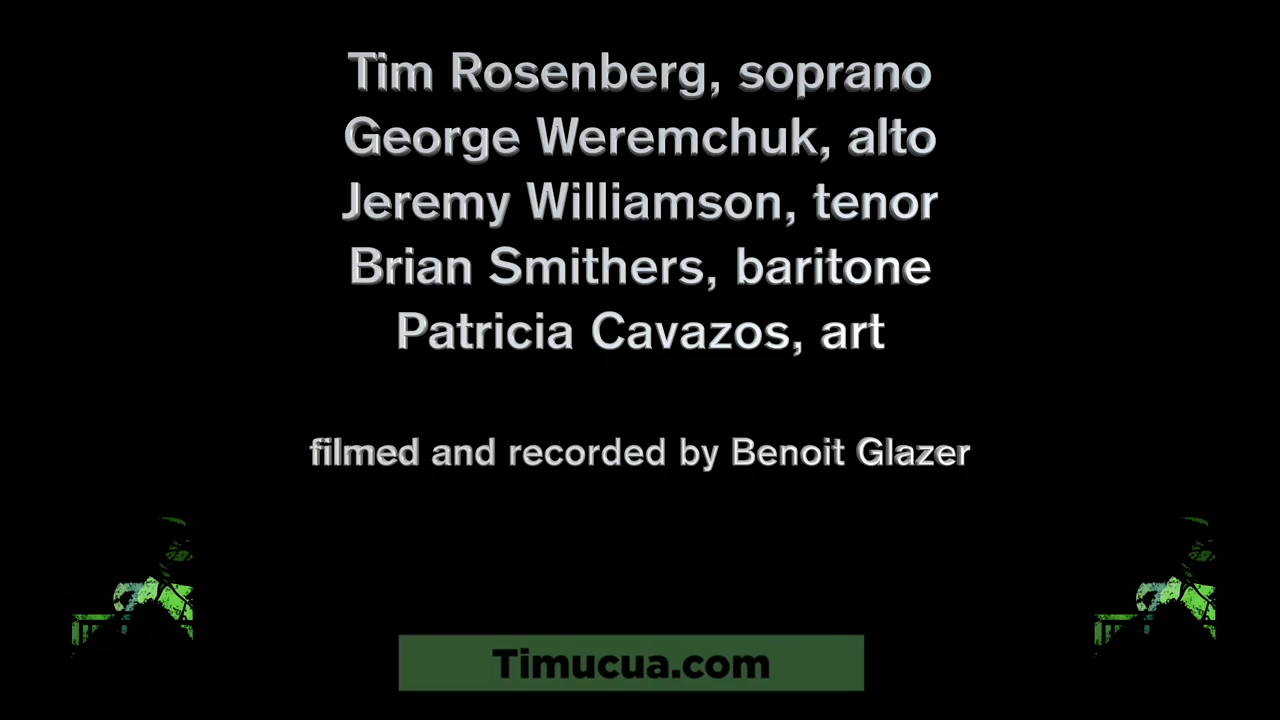 Tim Rosenberg, soprano
George Weremchuk, alto
Jeremy Williamson, tenor
Brian Smithers, baritone
Patricia Cavazos, art
filmed and recorded by Benoit Glazer
Timucua.com